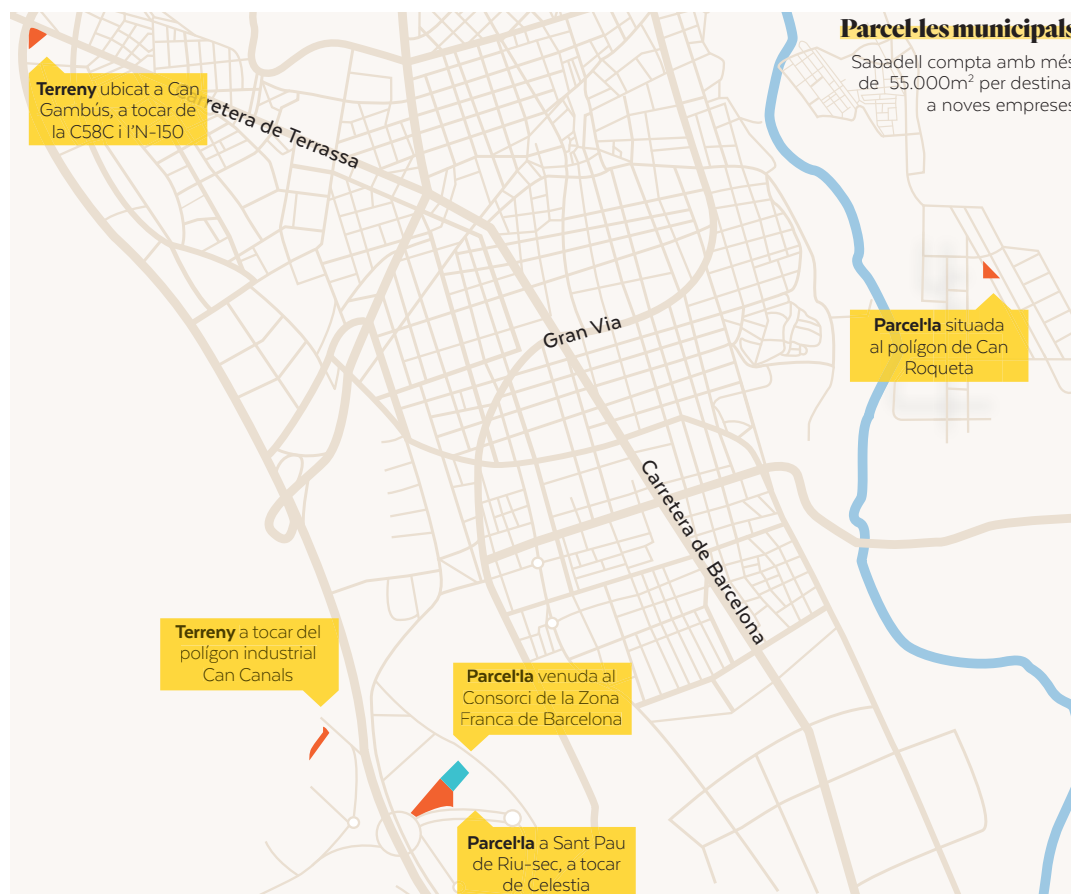 Parcel·les municipals
Sabadell compta amb més
de 55.000m² per destina
a noves empreses
Terreny ubicat a Can
Gambús, a tocar de
la C58C i l'N-150
Carretera de Terrassa
Gran Via
Parcel·la situada
al polígon de Can
Roqueta
Carretera de Barcelona
Terreny a tocar del
polígon industrial
Can Canals
Parcel·la venuda al
Consorci de la Zona
Franca de Barcelona
Parcel·la a Sant Pau
de Riu-sec, a tocar
de Celestia